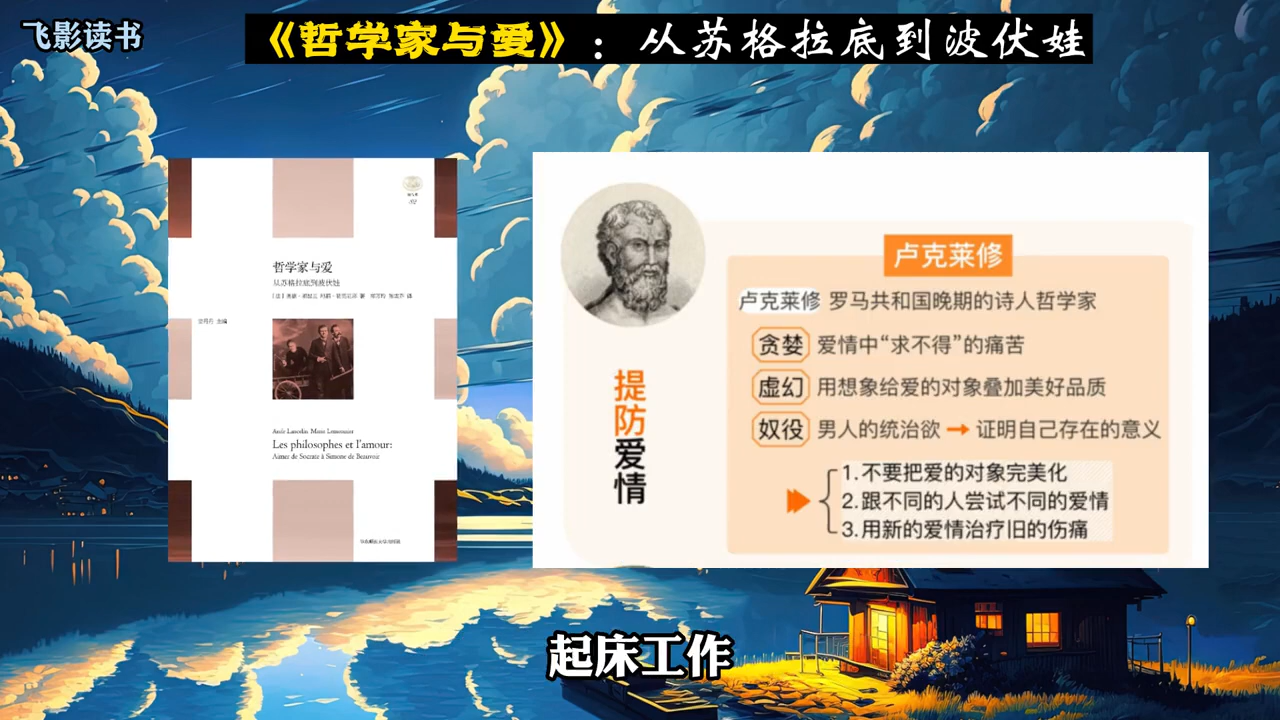 飞影读书
《哲学家与爱》：从苏格拉底到波伏娃
哲学家与爱
从苏格拉底到波伏娃
主编
Aude Lancelin Marie Lemonnier
Les philosophes et l'amour:
Aimer de Socrate à Simone de Beauvoir
卢克莱修
卢克莱修 罗马共和国晚期的诗人哲学家
贪婪 爱情中“求不得”的痛苦
虚幻 用想象给爱的对象叠加美好品质
奴役 男人的统治欲 → 证明自己存在的意义
提防爱情
1.不要把爱的对象完美化
2.跟不同的人尝试不同的爱情
3.用新的爱情治疗旧的伤痛
起床工作